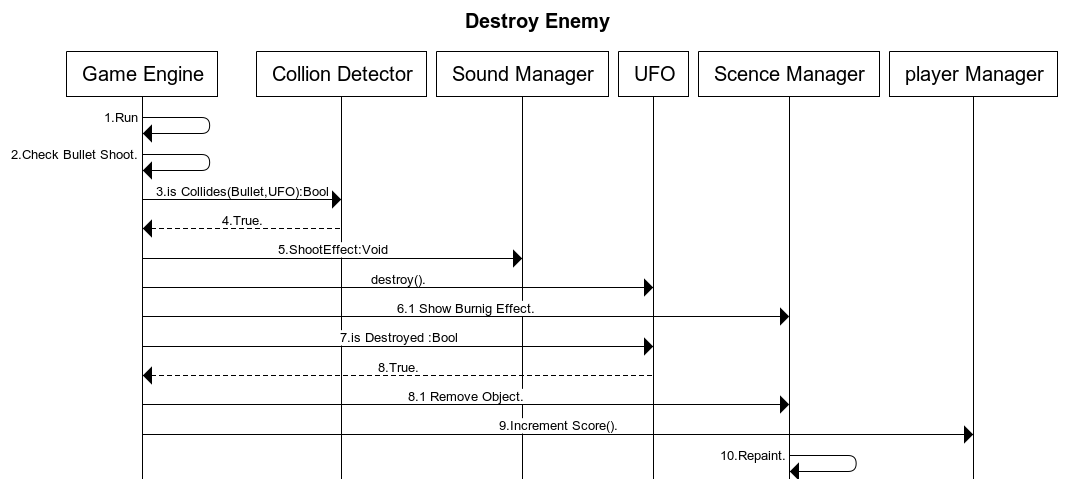 Destroy Enemy
Game Engine
Collion Detector
Sound Manager
UFO
Scence Manager
player Manager
1.Run
2.Check Bullet Shoot.
3.is Collides(Bullet,UFO):Bool
4.True.
5.ShootEffect:Void
destroy().
6.1 Show Burnig Effect.
7.is Destroyed :Bool
8.True.
8.1 Remove Object.
9.Increment Score().
10.Repaint.